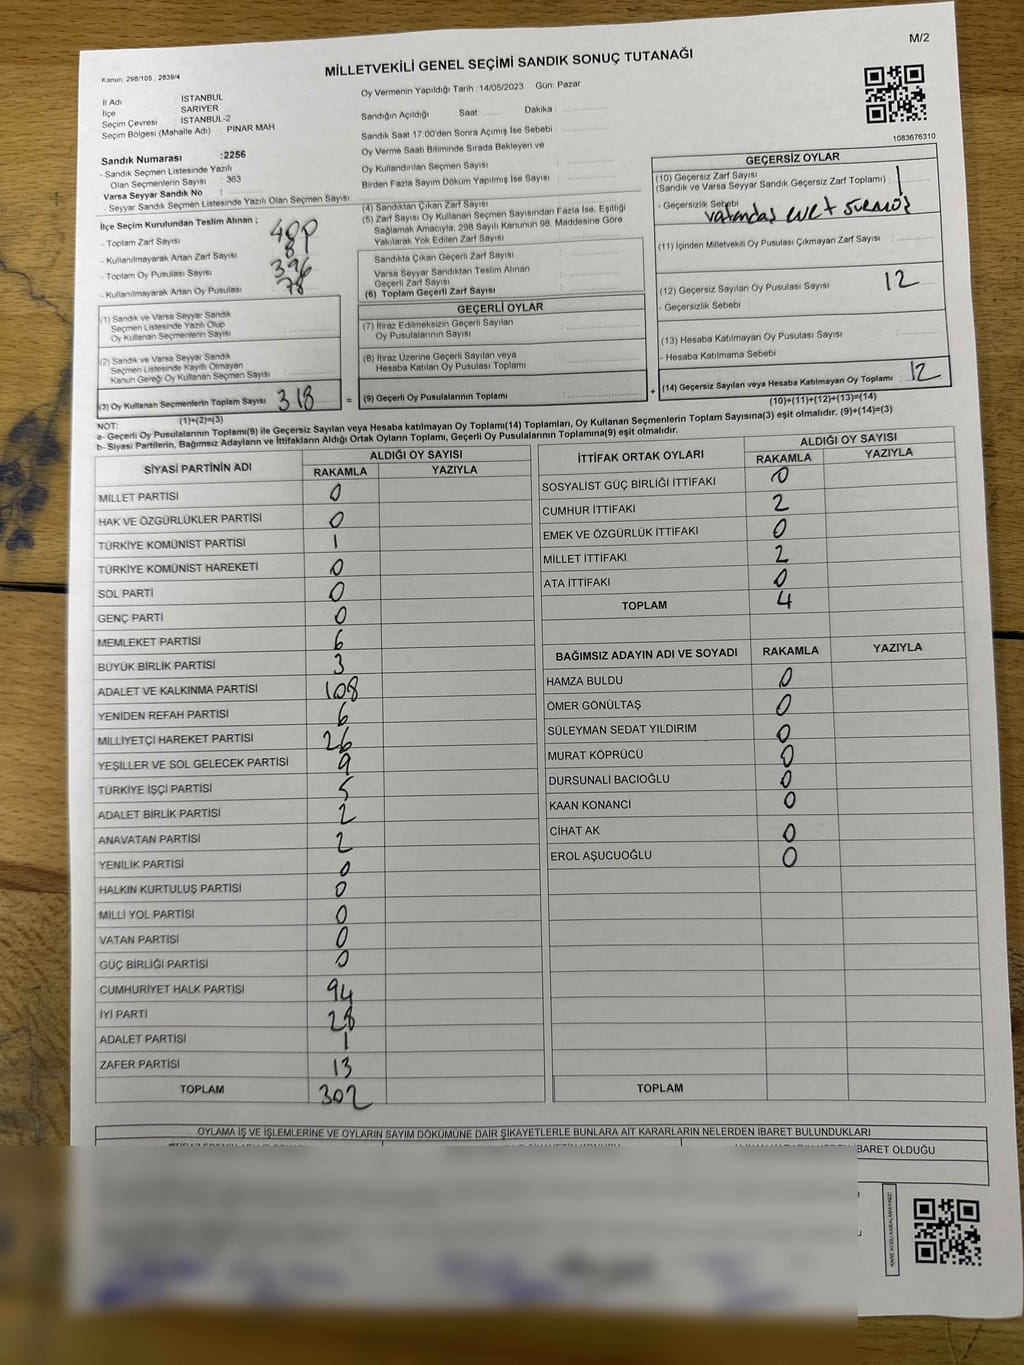 M/2
Kanun: 298/105 , 2839/4
MİLLETVEKİLİ GENEL SEÇİMİ SANDIK SONUÇ TUTANAĞI
İl Adı : İSTANBUL
İlçe : SARIYER
Seçim Çevresi : İSTANBUL-2
Seçim Bölgesi (Mahalle Adı) : PINAR MAH
Sandık Numarası :2256
- Sandık Seçmen Listesinde Yazılı
Olan Seçmenlerin Sayısı : 363
Varsa Seyyar Sandık No :
- Seyyar Sandık Seçmen Listesinde Yazılı Olan Seçmen Sayısı:
İlçe Seçim Kurulundan Teslim Alınan ;
- Toplam Zarf Sayısı
- Kullanılmayarak Artan Zarf Sayısı
- Toplam Oy Pusulası Sayısı 396
- Kullanılmayarak Artan Oy Pusulası 78
Oy Vermenin Yapıldığı Tarih :14/05/2023 Gün: Pazar
Sandığın Açıldığı Saat: Dakika :
Sandık Saat 17:00'den Sonra Açımış İse Sebebi :
Oy Verme Saati Bitiminde Sırada Bekleyen ve
Oy Kullandırılan Seçmen Sayısı :
Birden Fazla Sayım Döküm Yapılmış İse Sayısı :
(4) Sandıktan Çıkan Zarf Sayısı
(5) Zarf Sayısı Oy Kullanan Seçmen Sayısından Fazla İse, Eşitliği
Sağlamak Amacıyla, 298 Sayılı Kanunun 98. Maddesine Göre
Yakılarak Yok Edilen Zarf Sayısı :
Sandıkta Çıkan Geçerli Zarf Sayısı :
Varsa Seyyar Sandıktan Teslim Alınan
Geçerli Zarf Sayısı :
(6) Toplam Geçerli Zarf Sayısı :
1083676310
GEÇERSİZ OYLAR
(10) Geçersiz Zarf Sayısı
(Sandık ve Varsa Seyyar Sandık Geçersiz Zarf Toplamı) : 1
- Geçersizlik Sebebi : vatandaş evet
(11) İçinden Milletvekili Oy Pusulası Çıkmayan Zarf Sayısı :
(12) Geçersiz Sayılan Oy Pusulası Sayısı : 12
- Geçersizlik Sebebi :
(13) Hesaba Katılmayan Oy Pusulası Sayısı :
- Hesaba Katılmama Sebebi :
(14) Geçersiz Sayılan veya Hesaba Katılmayan Oy Toplamı : 12
(10)+(11)+(12)+(13)=(14)
(1) Sandık ve Varsa Seyyar Sandık
Seçmen Listesinde Yazılı Olup
Oy Kullanan Seçmenlerin Sayısı :
(2) Sandık ve Varsa Seyyar Sandık
Seçmen Listesinde Kayıtlı Olmayan
Kanun Gereği Oy Kullanan Seçmen Sayısı :
(3) Oy Kullanan Seçmenlerin Toplam Sayısı : 318
(1)+(2)=(3)
=
GEÇERLİ OYLAR
(7) İtiraz Edilmeksizin Geçerli Sayılan
Oy Pusulalarının Sayısı :
(8) İtiraz Üzerine Geçerli Sayılan veya
Hesaba Katılan Oy Pusulası Toplamı :
(9) Geçerli Oy Pusulalarının Toplamı :
+
NOT:
a- Geçerli Oy Pusulalarının Toplamı(9) ile Geçersiz Sayılan veya Hesaba katılmayan Oy Toplamı(14) Toplamları, Oy Kullanan Seçmenlerin Toplam Sayısına(3) eşit olmalıdır. (9)+(14)=(3)
b- Siyasi Partilerin, Bağımsız Adayların ve İttifakların Aldığı Ortak Oyların Toplamı, Geçerli Oy Pusulalarının Toplamına(9) eşit olmalıdır.
SİYASİ PARTİNİN ADI ALDIĞI OY SAYISI
RAKAMLA YAZIYLA
MİLLET PARTİSİ 0
HAK VE ÖZGÜRLÜKLER PARTİSİ 0
TÜRKİYE KOMÜNİST PARTİSİ 1
TÜRKİYE KOMÜNİST HAREKETİ 0
SOL PARTİ 0
GENÇ PARTİ 0
MEMLEKET PARTİSİ 6
BÜYÜK BİRLİK PARTİSİ 3
ADALET VE KALKINMA PARTİSİ 108
YENİDEN REFAH PARTİSİ 6
MİLLİYETÇİ HAREKET PARTİSİ 26
YEŞİLLER VE SOL GELECEK PARTİSİ 9
TÜRKİYE İŞÇİ PARTİSİ 5
ADALET BİRLİK PARTİSİ 2
ANAVATAN PARTİSİ 2
YENİLİK PARTİSİ 0
HALKIN KURTULUŞ PARTİSİ 0
MİLLİ YOL PARTİSİ 0
VATAN PARTİSİ 0
GÜÇ BİRLİĞİ PARTİSİ 0
CUMHURİYET HALK PARTİSİ 94
İYİ PARTİ 28
ADALET PARTİSİ 1
ZAFER PARTİSİ 13
TOPLAM 302
İTTİFAK ORTAK OYLARI ALDIĞI OY SAYISI
RAKAMLA YAZIYLA
SOSYALİST GÜÇ BİRLİĞİ İTTİFAKI 0
CUMHUR İTTİFAKI 2
EMEK VE ÖZGÜRLÜK İTTİFAKI 0
MİLLET İTTİFAKI 2
ATA İTTİFAKI 0
TOPLAM 4
BAĞIMSIZ ADAYIN ADI VE SOYADI RAKAMLA YAZIYLA
HAMZA BULDU 0
ÖMER GÖNÜLTAŞ 0
SÜLEYMAN SEDAT YILDIRIM 0
MURAT KÖPRÜCÜ 0
DURSUNALİ BACIOĞLU 0
KAAN KONANCİ 0
CİHAT AK 0
EROL AŞUCUOĞLU 0
TOPLAM
OYLAMA İŞ VE İŞLEMLERİNE VE OYLARIN SAYIM DÖKÜMÜNE DAİR ŞİKAYETLERLE BUNLARA AİT KARARLARIN NELERDEN İBARET BULUNDUKLARI
İBARET OLDUĞU
KARE KODU KARALAMAYINIZ!